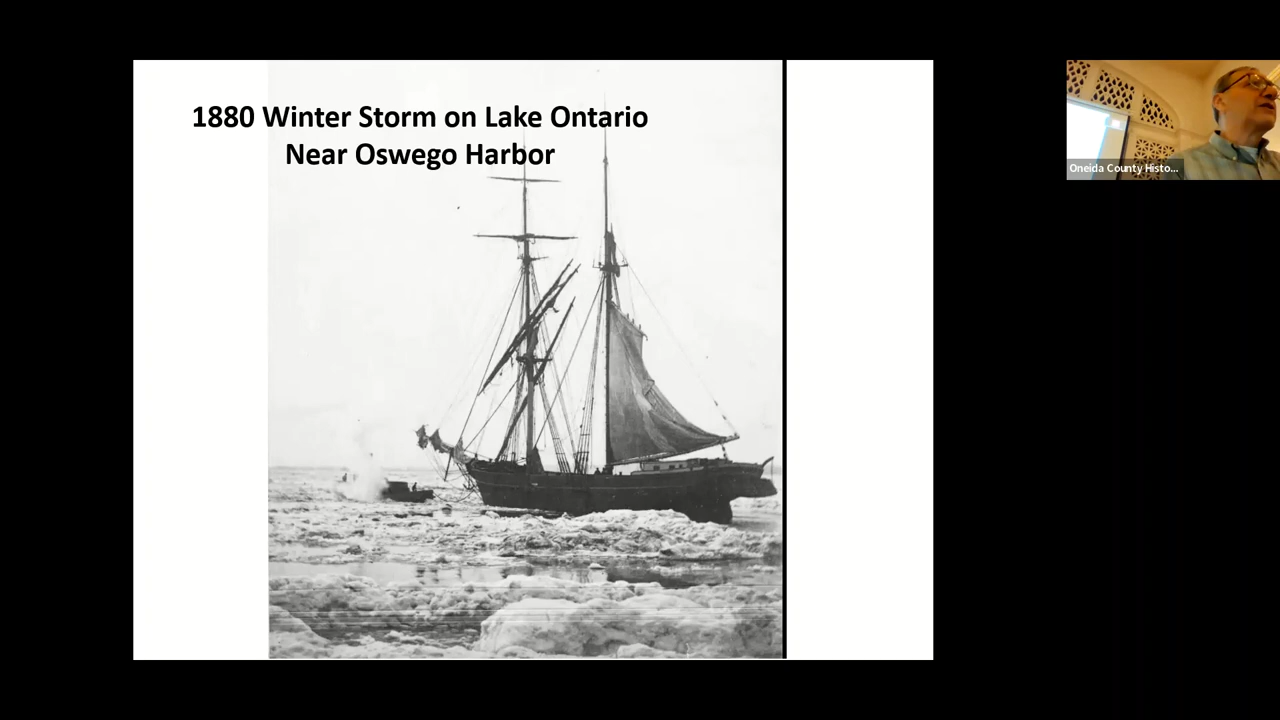 1880 Winter Storm on Lake Ontario
Near Oswego Harbor
Oneida County Histo...